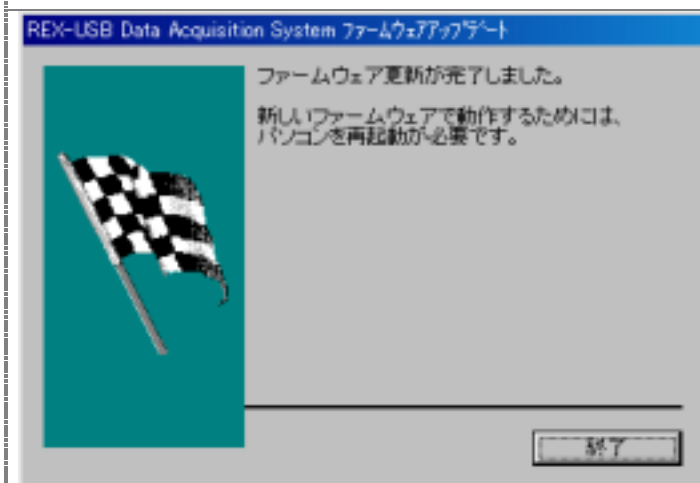 REX-USB Data Acquisition System ﾌｧｰﾑｳｪｱｱｯﾌﾟﾃﾞｰﾄ
ファームウェア更新が完了しました。
新しいファームウェアで動作するためには、
パソコンを再起動が必要です。
終了